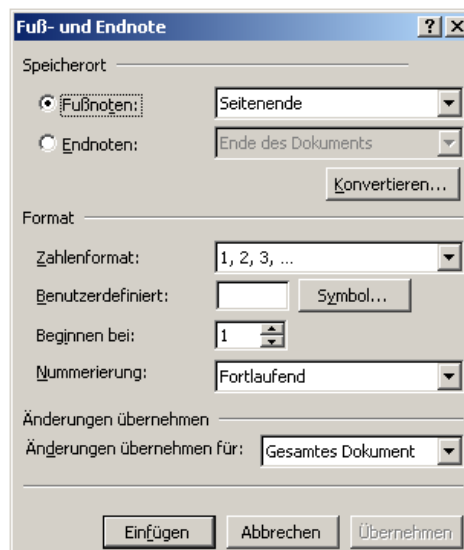 Fuß- und Endnote
Speicherort
Fußnoten: Seitenende
Endnoten: Ende des Dokuments
Konvertieren...
Format
Zahlenformat: 1, 2, 3, ...
Benutzerdefiniert: Symbol...
Beginnen bei: 1
Nummerierung: Fortlaufend
Änderungen übernehmen
Änderungen übernehmen für: Gesamtes Dokument
Einfügen Abbrechen Übernehmen